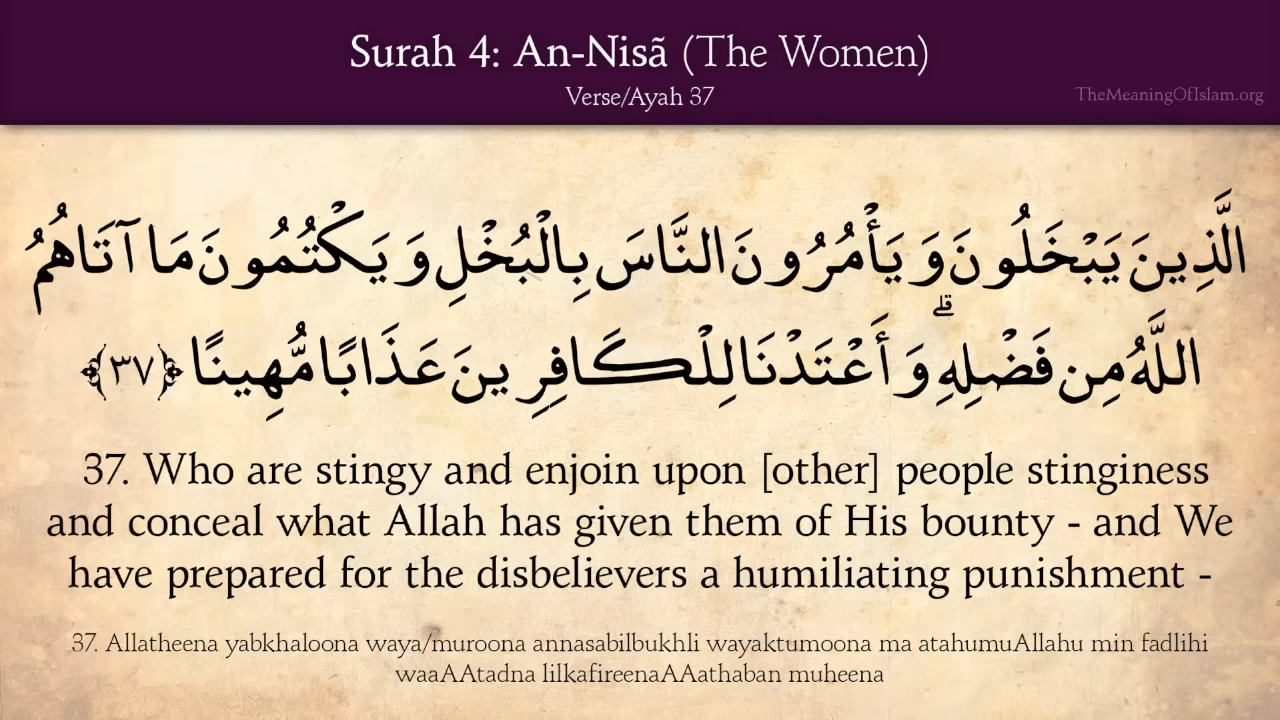 Surah 4: An-Nisã (The Women)
Verse/Ayah 37
TheMeaningOfIslam.org
الَّذِينَ يَبْخَلُونَ وَيَأْمُرُونَ النَّاسَ بِالْبُخْلِ وَيَكْتُمُونَ مَا آتَاهُمُ
اللَّهُ مِن فَضْلِهِ ۗ وَأَعْتَدْنَا لِلْكَافِرِينَ عَذَابًا مُّهِينًا ﴿٣٧﴾
37. Who are stingy and enjoin upon [other] people stinginess
and conceal what Allah has given them of His bounty - and We
have prepared for the disbelievers a humiliating punishment -
37. Allatheena yabkhaloona waya/muroona annasabilbukhli wayaktumoona ma atahumuAllahu min fadlihi
waaAAtadna lilkafireenaAAathaban muheena